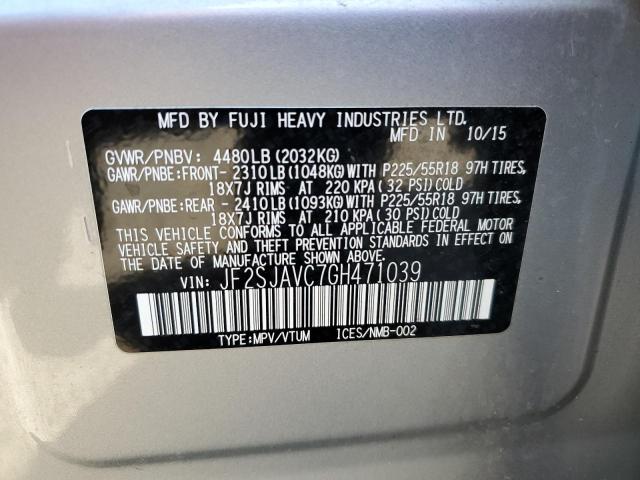 MFD BY FUJI HEAVY INDUSTRIES LTD.
MFD IN 10/15
GVWR/PNBV: 4480LB (2032KG)
GAWR/PNBE:FRONT- 2310LB (1048KG) WITH P225/55R18 97H TIRES,
18X7J RIMS AT 220 KPA (32 PSI) COLD
GAWR/PNBE:REAR - 2410LB (1093KG) WITH P225/55R18 97H TIRES,
18X7J RIMS AT 210 KPA (30 PSI) COLD
THIS VEHICLE CONFORMS TO ALL APPLICABLE FEDERAL MOTOR
VEHICLE SAFETY AND THEFT PREVENTION STANDARDS IN EFFECT ON
THE DATE OF MANUFACTURE SHOWN ABOVE.
VIN: JF2SJAVC7GH471039
TYPE:MPV/VTUM ICES/NMB-002